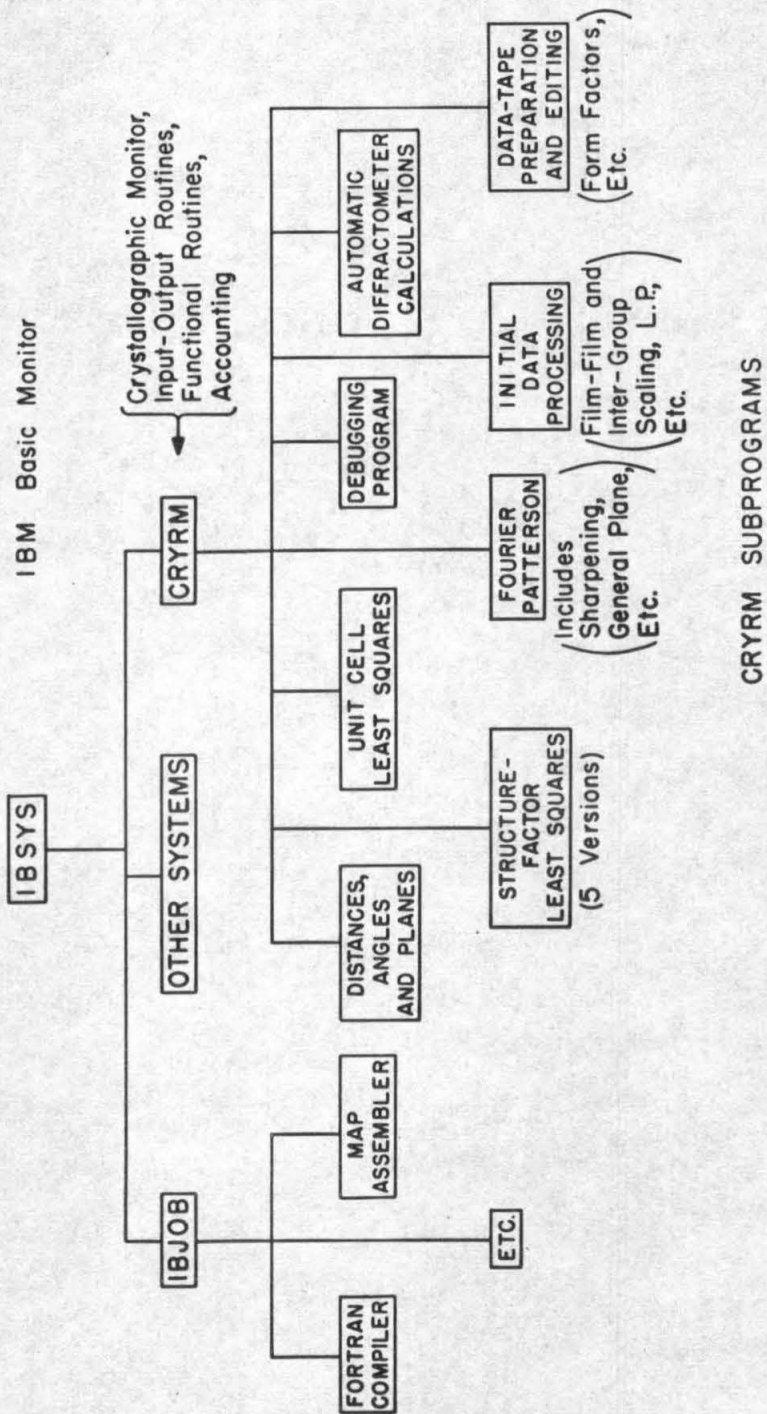 IBSYS
IBM Basic Monitor
IBJOB
OTHER SYSTEMS
CRYRM
Crystallographic Monitor,
Input-Output Routines,
Functional Routines,
Accounting
FORTRAN
COMPILER
MAP
ASSEMBLER
ETC.
DISTANCES,
ANGLES
AND PLANES
UNIT CELL
LEAST SQUARES
DEBUGGING
PROGRAM
AUTOMATIC
DIFFRACTOMETER
CALCULATIONS
STRUCTURE-
FACTOR
LEAST SQUARES
(5 Versions)
FOURIER
PATTERSON
(Includes
Sharpening,
General Plane,
Etc.)
INITIAL
DATA
PROCESSING
(Film-Film and
Inter-Group
Scaling, L.P.,
Etc.)
DATA-TAPE
PREPARATION
AND EDITING
(Form Factors,
Etc.)
CRYRM SUBPROGRAMS